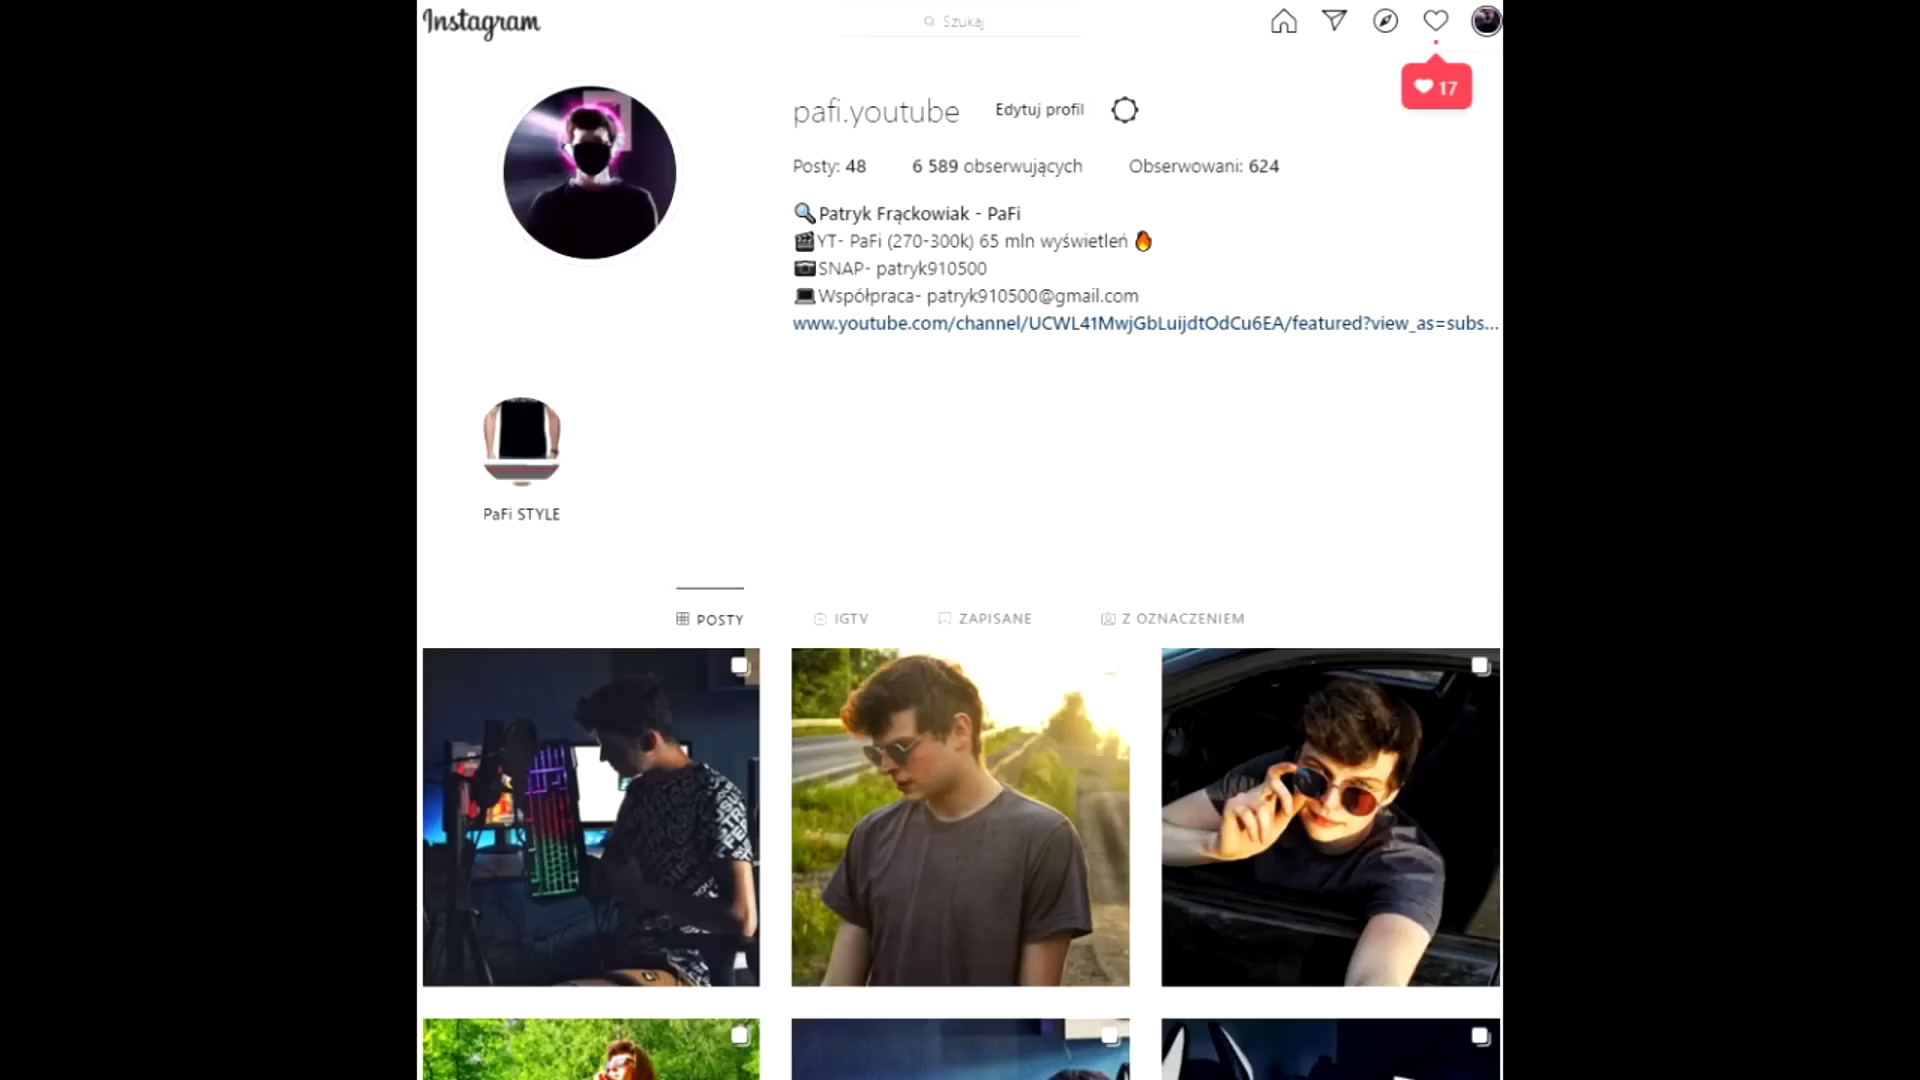 Instagram
Szukaj
17
pafi.youtube
Edytuj profil
Posty: 48
6 589 obserwujących
Obserwowani: 624
🔍Patryk Frąckowiak - PaFi
🎬YT- PaFi (270-300k) 65 mln wyświetleń 🔥
📷SNAP- patryk910500
💻Współpraca- patryk910500@gmail.com
www.youtube.com/channel/UCWL41MwjGbLuijdtOdCu6EA/featured?view_as=subs...
PaFi STYLE
POSTY
IGTV
ZAPISANE
Z OZNACZENIEM